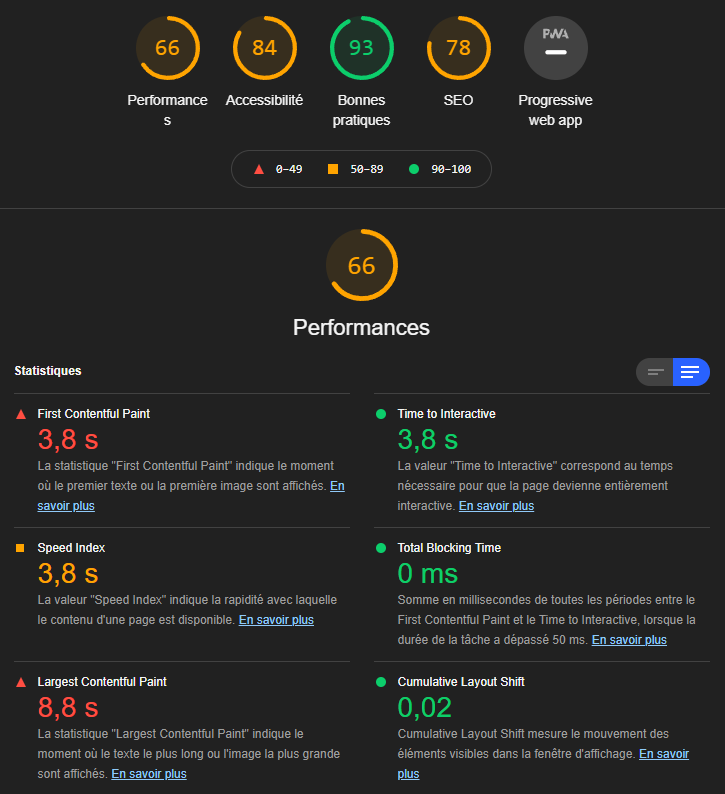 66
84
93
78
PWA
Performance
s
Accessibilité
Bonnes
pratiques
SEO
Progressive
web app
0–49
50–89
90–100
66
Performances
Statistiques
First Contentful Paint
3,8 s
La statistique "First Contentful Paint" indique le moment
où le premier texte ou la première image sont affichés. En
savoir plus
Time to Interactive
3,8 s
La valeur "Time to Interactive" correspond au temps
nécessaire pour que la page devienne entièrement
interactive. En savoir plus
Speed Index
3,8 s
La valeur "Speed Index" indique la rapidité avec laquelle
le contenu d'une page est disponible. En savoir plus
Total Blocking Time
0 ms
Somme en millisecondes de toutes les périodes entre le
First Contentful Paint et le Time to Interactive, lorsque la
durée de la tâche a dépassé 50 ms. En savoir plus
Largest Contentful Paint
8,8 s
La statistique "Largest Contentful Paint" indique le
moment où le texte le plus long ou l'image la plus grande
sont affichés. En savoir plus
Cumulative Layout Shift
0,02
Cumulative Layout Shift mesure le mouvement des
éléments visibles dans la fenêtre d'affichage. En savoir
plus